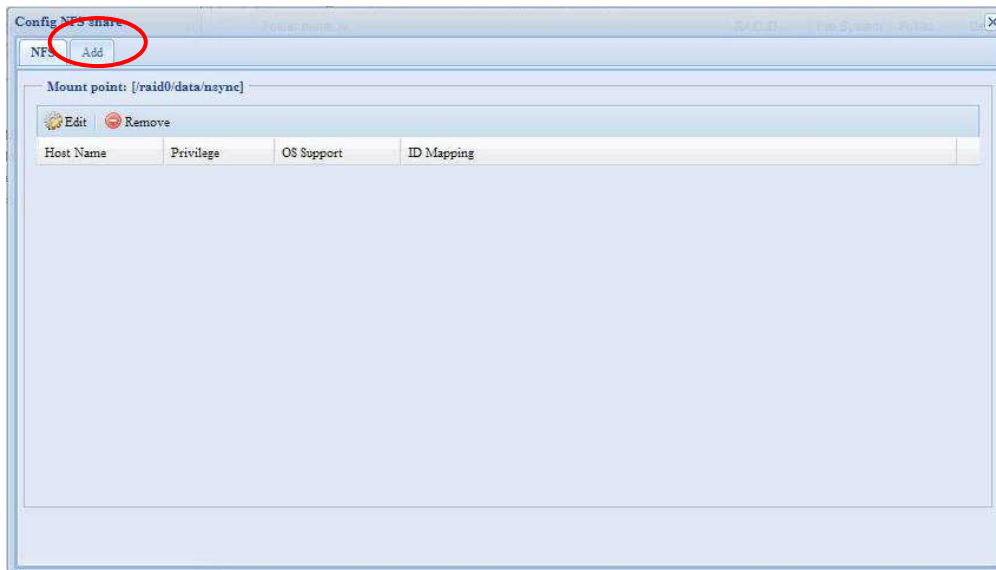 Config NFS share
NFS Add
Mount point: [/raid0/data/nsync]
Edit Remove
Host Name Privilege OS Support ID Mapping